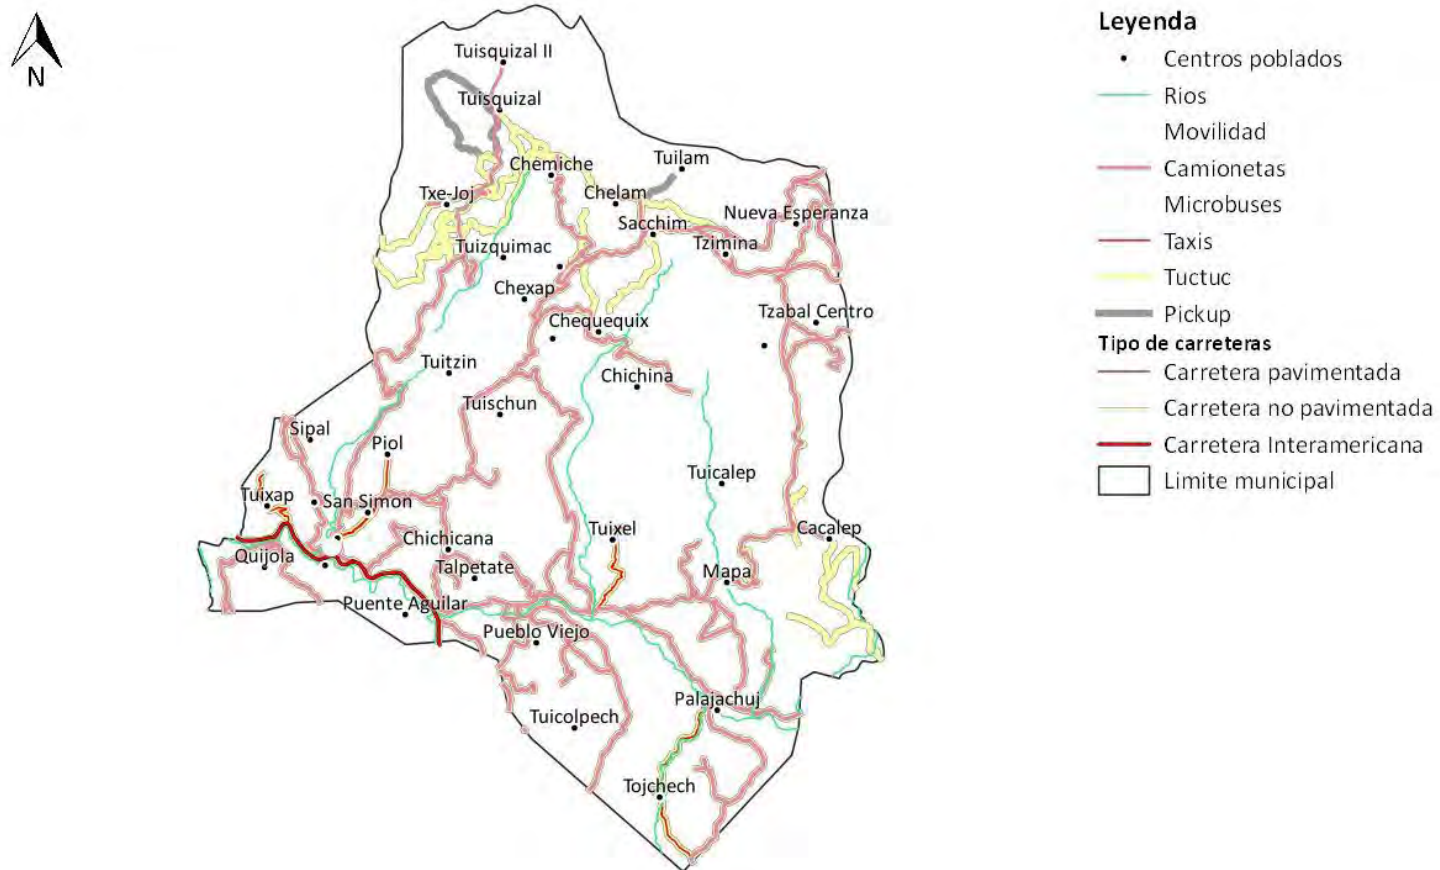 N
Tuisquizal II
Tuisquizal
Chemiche
Tuilam
Txe-Joj
Chelam
Nueva Esperanza
Sacchim
Tuizquimac
Tzimina
Chexap
Tzabal Centro
Chequequix
Tuitzin
Chichina
Tuischun
Sipal
Piol
Tuicalep
Tuixap
San Simon
Tuixel
Cacalep
Chichicana
Quijola
Talpetate
Mapa
Puente Aguilar
Pueblo Viejo
Palajachuj
Tuicolpech
Tojchech
Leyenda
Centros poblados
Rios
Movilidad
Camionetas
Microbuses
Taxis
Tuctuc
Pickup
Tipo de carreteras
Carretera pavimentada
Carretera no pavimentada
Carretera Interamericana
Limite municipal